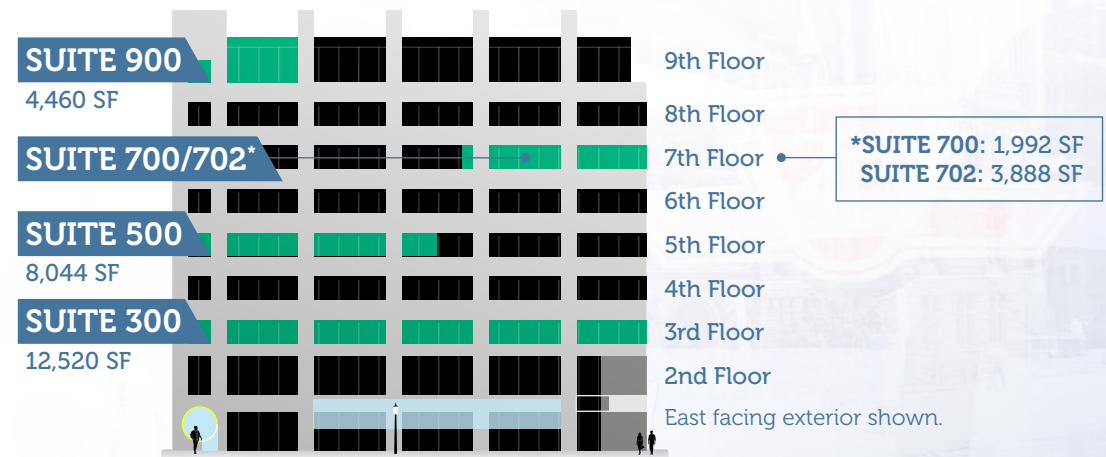 SUITE 900
4,460 SF
SUITE 700/702*
SUITE 500
8,044 SF
SUITE 300
12,520 SF
9th Floor
8th Floor
7th Floor
6th Floor
5th Floor
4th Floor
3rd Floor
2nd Floor
East facing exterior shown.
*SUITE 700: 1,992 SF
SUITE 702: 3,888 SF